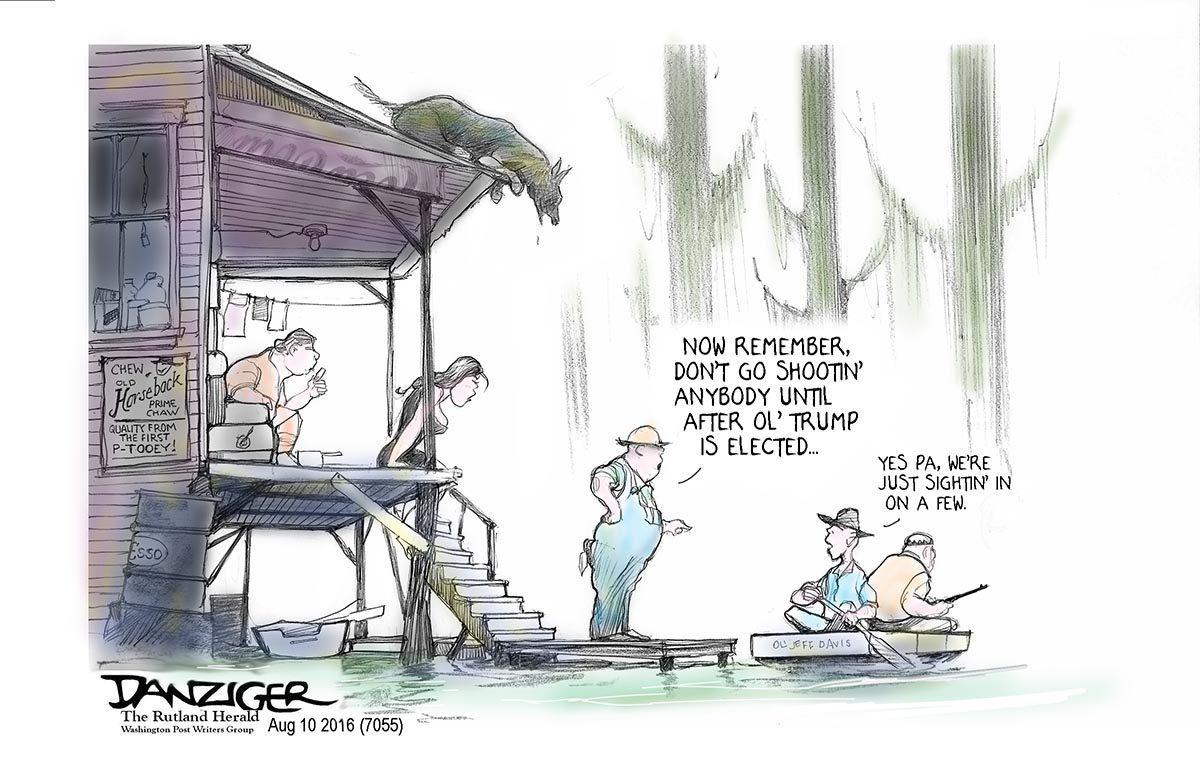 NOW REMEMBER,
DON'T GO SHOOTIN'
ANYBODY UNTIL
AFTER OL' TRUMP
IS ELECTED...
YES PA, WE'RE
JUST SIGHTIN' IN
ON A FEW.
CHEW
OLD
Horseback
PRIME
CHAW
QUALITY FROM
THE FIRST
P-TOOEY!
ESSO
OL' JEFF DAVIS
DANZIGER
The Rutland Herald
Washington Post Writers Group
Aug 10 2016 (7055)